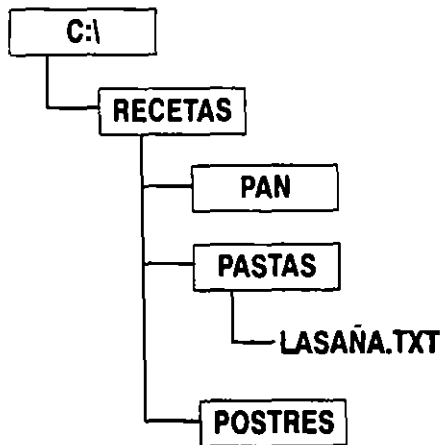 C:\
RECETAS
PAN
PASTAS
LASAÑA.TXT
POSTRES